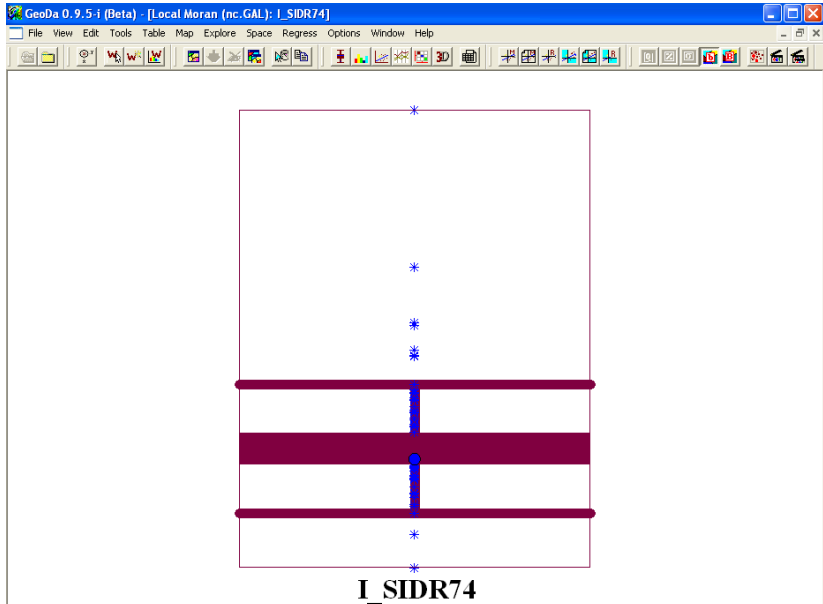 GeoDa 0.9.5-i (Beta) - [Local Moran (nc.GAL): I_SIDR74]
File View Edit Tools Table Map Explore Space Regress Options Window Help
3D
I_SIDR74